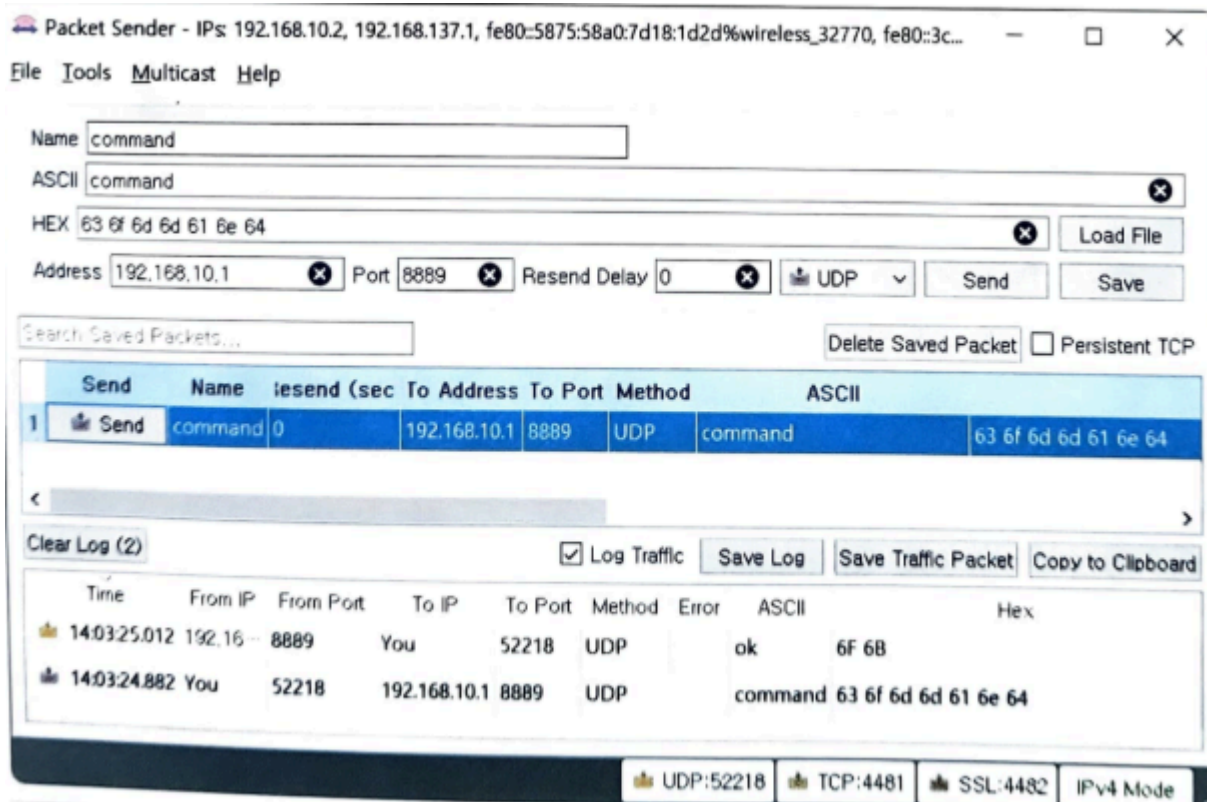 Packet Sender - IPs: 192.168.10.2, 192.168.137.1, fe80::5875:58a0:7d18:1d2d%wireless_32770, fe80::3c...
File Tools Multicast Help
Name command
ASCII command
HEX 63 6f 6d 6d 61 6e 64 Load File
Address 192.168.10.1 Port 8889 Resend Delay 0 UDP Send Save
Search Saved Packets... Delete Saved Packet Persistent TCP
Send Name lesend (sec To Address To Port Method ASCII
1 Send command 0 192.168.10.1 8889 UDP command 63 6f 6d 6d 61 6e 64
Clear Log (2) Log Traffic Save Log Save Traffic Packet Copy to Clipboard
Time From IP From Port To IP To Port Method Error ASCII Hex
14:03:25.012 192.16... 8889 You 52218 UDP ok 6F 6B
14:03:24.882 You 52218 192.168.10.1 8889 UDP command 63 6f 6d 6d 61 6e 64
UDP:52218 TCP:4481 SSL:4482 IPv4 Mode